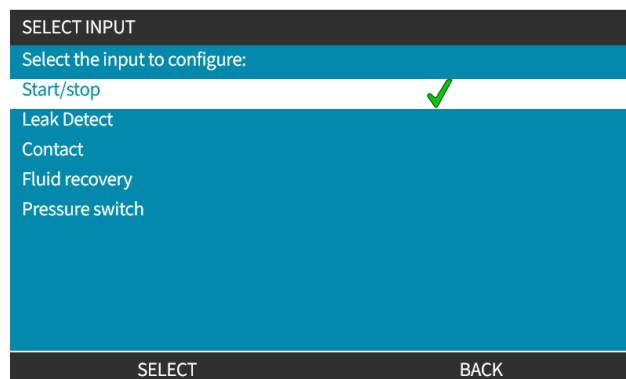 SELECT INPUT
Select the input to configure:
Start/stop
Leak Detect
Contact
Fluid recovery
Pressure switch
SELECT BACK